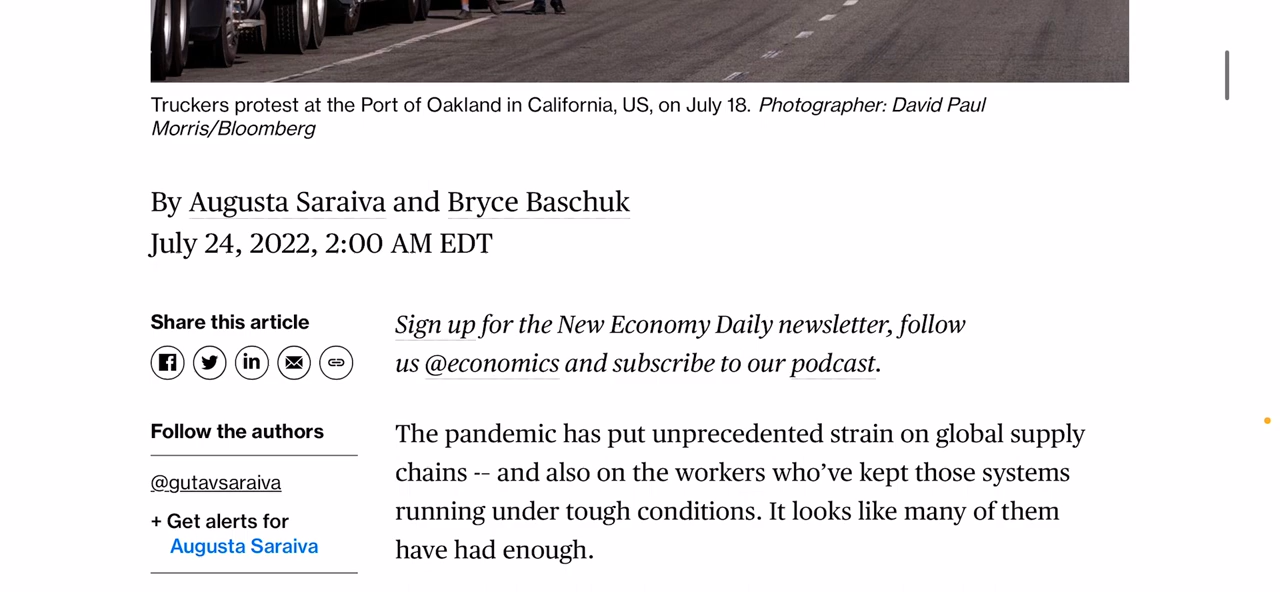 Truckers protest at the Port of Oakland in California, US, on July 18. Photographer: David Paul
Morris/Bloomberg
By Augusta Saraiva and Bryce Baschuk
July 24, 2022, 2:00 AM EDT
Share this article
Follow the authors
@gutavsaraiva
+ Get alerts for
Augusta Saraiva
Sign up for the New Economy Daily newsletter, follow
us @economics and subscribe to our podcast.
The pandemic has put unprecedented strain on global supply
chains -- and also on the workers who’ve kept those systems
running under tough conditions. It looks like many of them
have had enough.